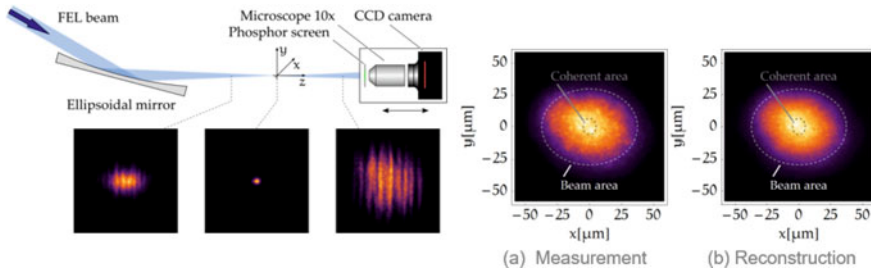 FEL beam
Ellipsoidal mirror
Microscope 10x
Phosphor screen
CCD camera
y
x
z
y[μm]
50
25
0
-25
-50
Coherent area
Beam area
-50 -25 0 25 50
x[μm]
(a) Measurement
y[μm]
50
25
0
-25
-50
Coherent area
Beam area
-50 -25 0 25 50
x[μm]
(b) Reconstruction